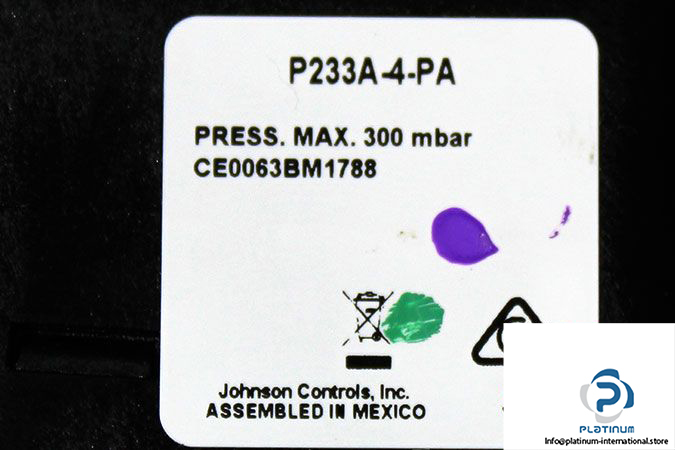 P233A-4-PA
PRESS. MAX. 300 mbar
CE0063BM1788
Johnson Controls, Inc.
ASSEMBLED IN MEXICO
PLATINUM
Info@platinum-international.store